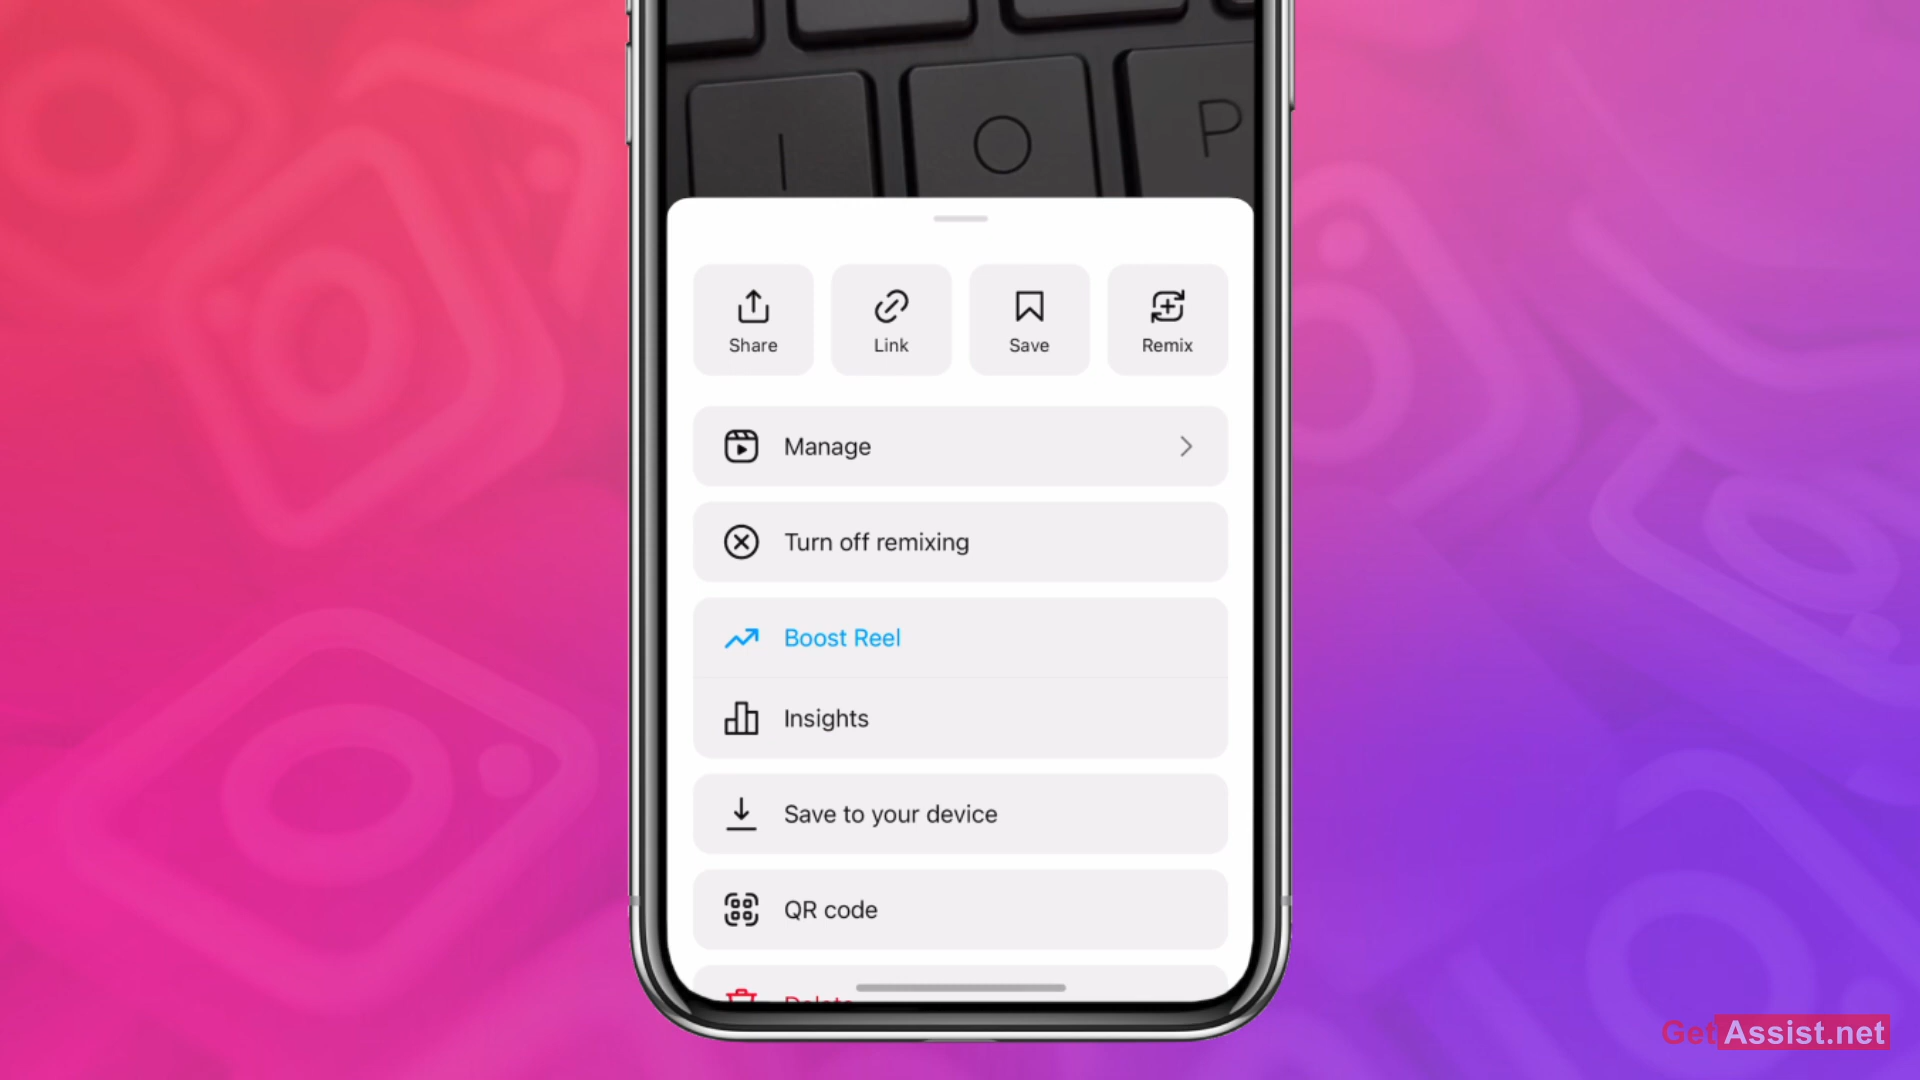 I O P
Share Link Save Remix
Manage
Turn off remixing
Boost Reel
Insights
Save to your device
QR code
Delete
GetAssist.net